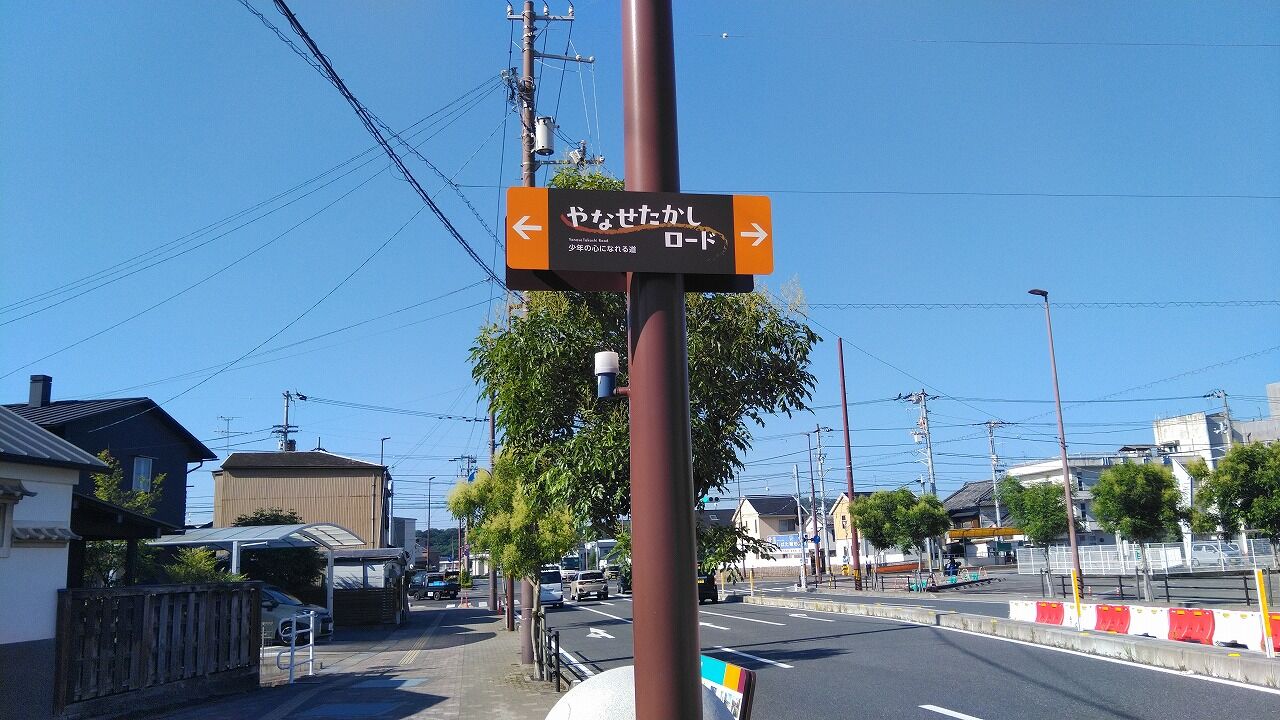 やなせたかし
ロード
Yanase Takashi Road
少年の心になれる道